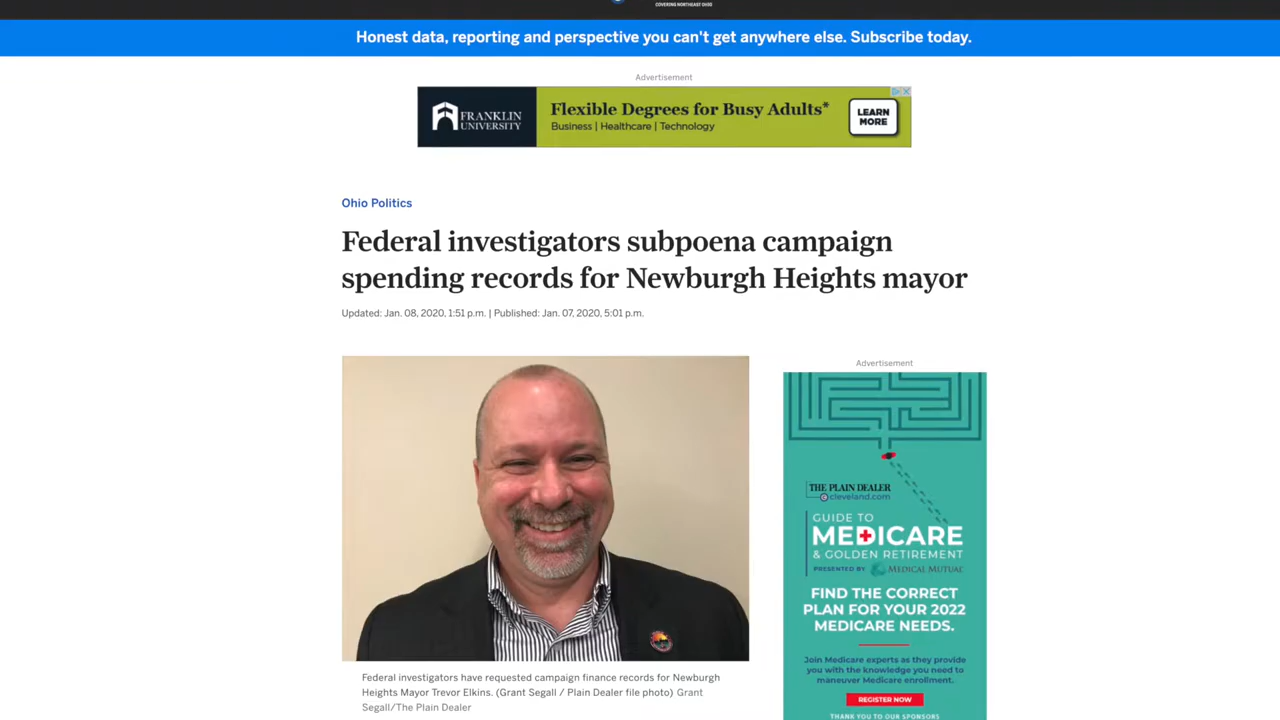 COVERING NORTHEAST OHIO
Honest data, reporting and perspective you can't get anywhere else. Subscribe today.
Advertisement
FRANKLIN
UNIVERSITY
Flexible Degrees for Busy Adults*
Business | Healthcare | Technology
LEARN
MORE
Ohio Politics
Federal investigators subpoena campaign
spending records for Newburgh Heights mayor
Updated: Jan. 08, 2020, 1:51 p.m. | Published: Jan. 07, 2020, 5:01 p.m.
Federal investigators have requested campaign finance records for Newburgh
Heights Mayor Trevor Elkins. (Grant Segall / Plain Dealer file photo) Grant
Segall/The Plain Dealer
Advertisement
THE PLAIN DEALER
cleveland.com
GUIDE TO
MEDICARE
& GOLDEN RETIREMENT
PRESENTED BY MEDICAL MUTUAL
FIND THE CORRECT
PLAN FOR YOUR 2022
MEDICARE NEEDS.
Join Medicare experts as they provide
you with the knowledge you need to
maneuver Medicare enrollment.
REGISTER NOW
THANK YOU TO OUR SPONSORS